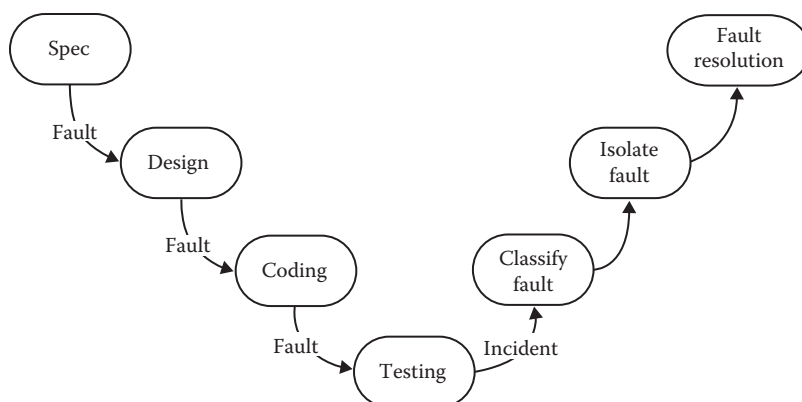 Spec
Fault
resolution
Fault
Design
Isolate
fault
Fault
Coding
Classify
fault
Fault
Testing
Incident